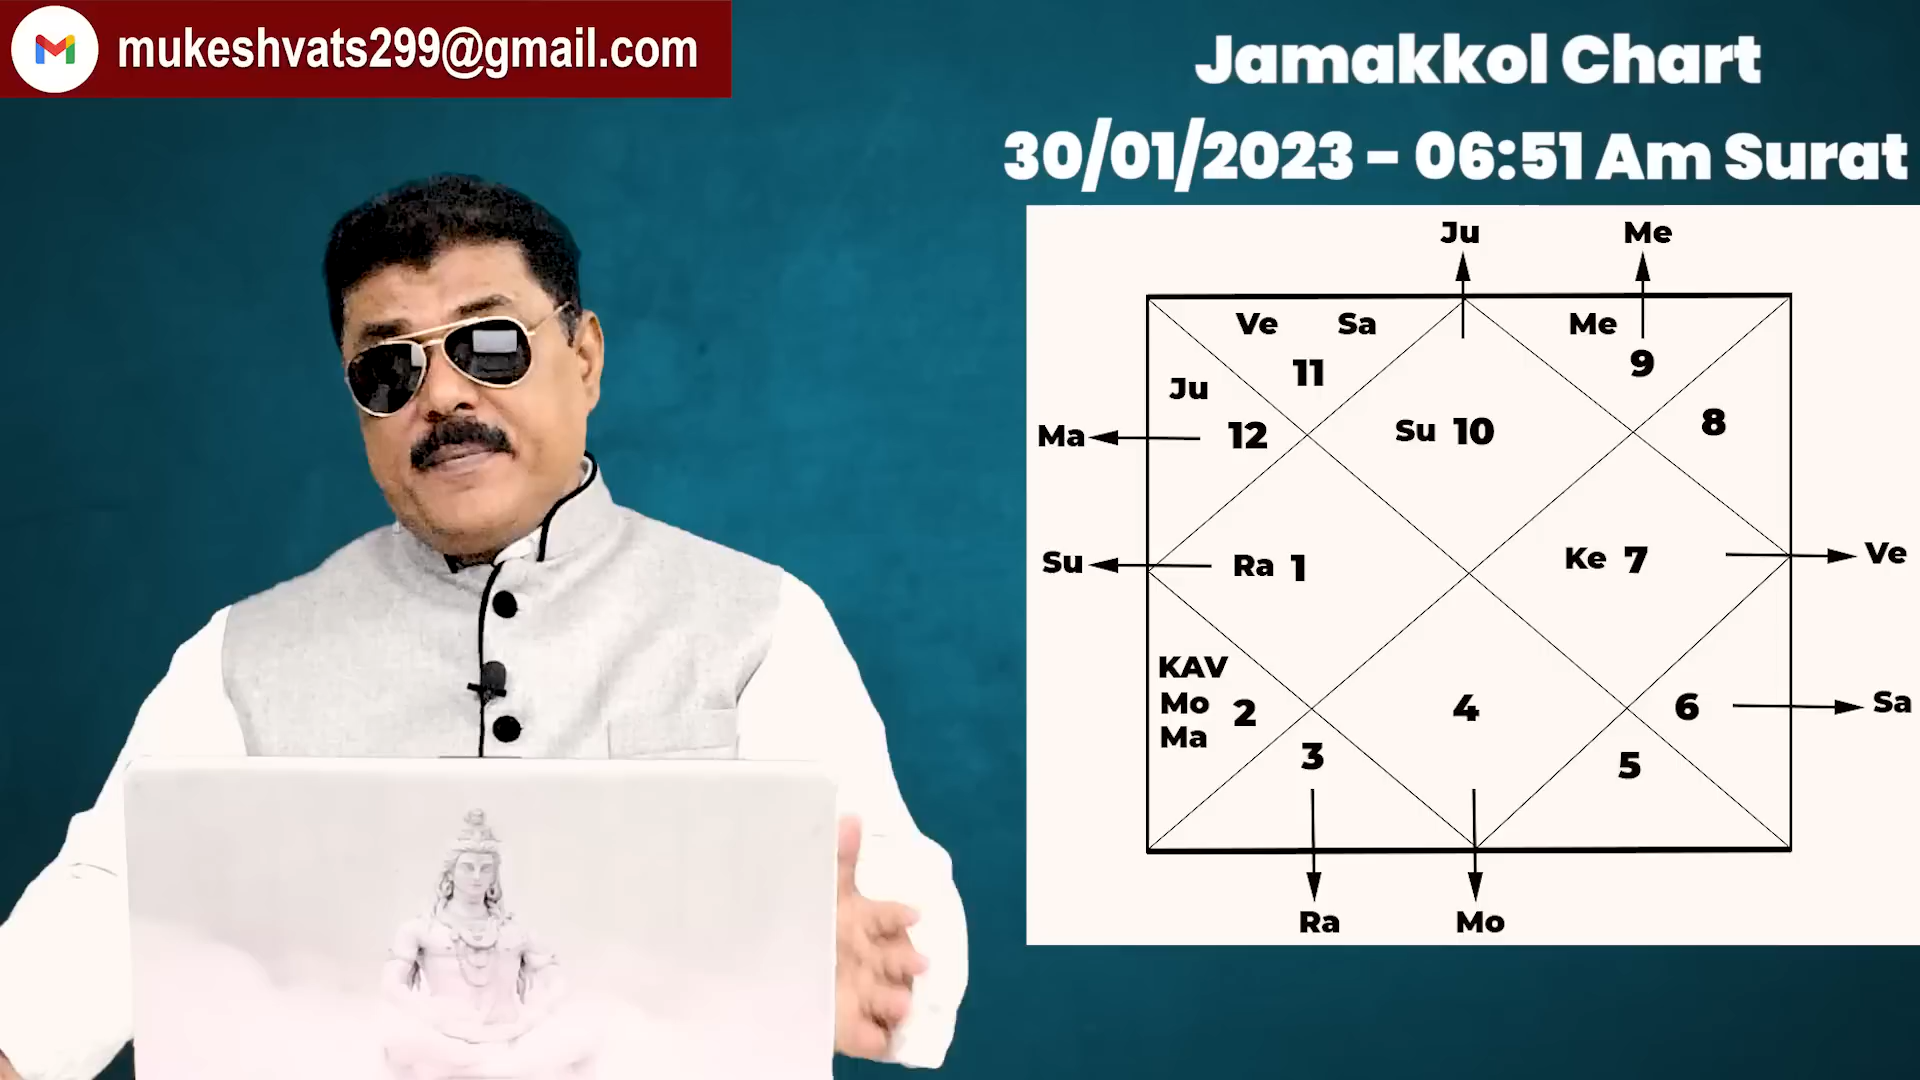 mukeshvats299@gmail.com
Jamakkol Chart
30/01/2023 - 06:51 Am Surat
Ju Me
Ve Sa Me
11 9
Ju
Ma 12 Su 10 8
Su Ra 1 Ke 7 Ve
KAV
Mo 2 4 6 Sa
Ma
3 5
Ra Mo